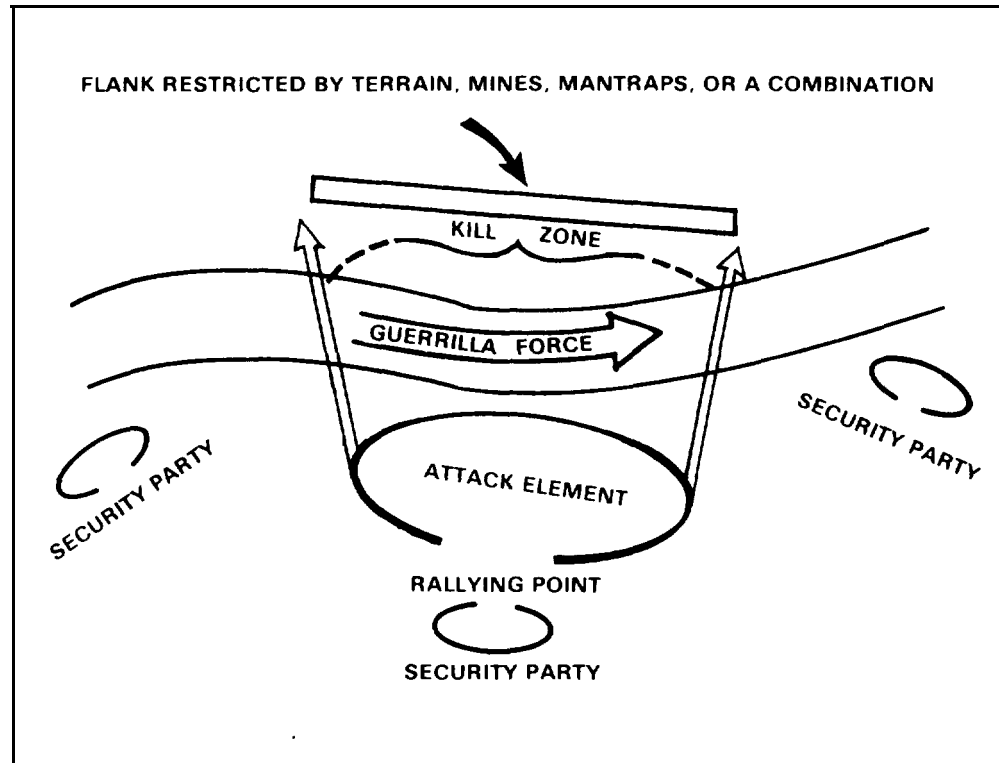 FLANK RESTRICTED BY TERRAIN, MINES, MANTRAPS, OR A COMBINATION
KILL ZONE
GUERRILLA FORCE
SECURITY PARTY
ATTACK ELEMENT
SECURITY PARTY
RALLYING POINT
SECURITY PARTY